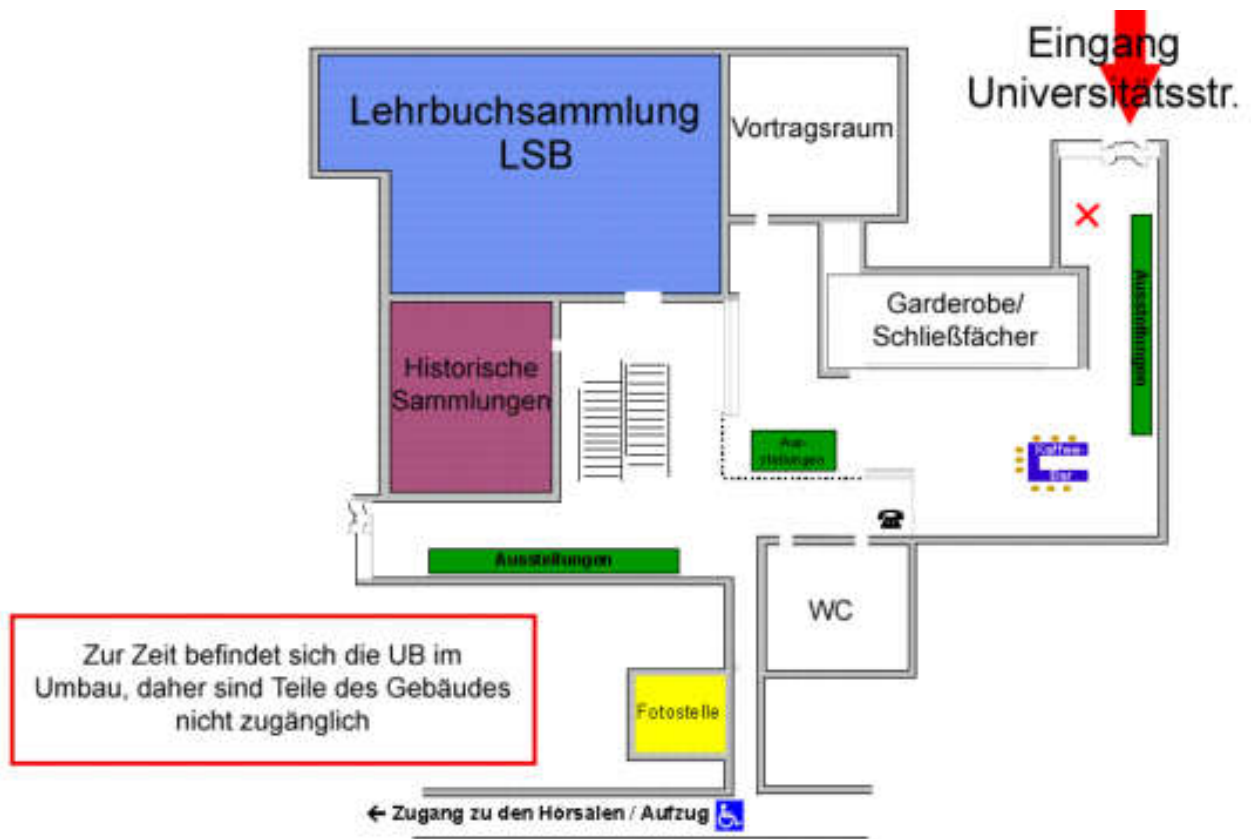 Eingang
Universitätsstr.
Lehrbuchsammlung
LSB
Vortragsraum
Ausstellungen
Garderobe/
Schließfächer
Historische
Sammlungen
Aus-
stellungen
Kaffee-
Bar
Ausstellungen
WC
Zur Zeit befindet sich die UB im
Umbau, daher sind Teile des Gebäudes
nicht zugänglich
Fotostelle
← Zugang zu den Hörsälen / Aufzug